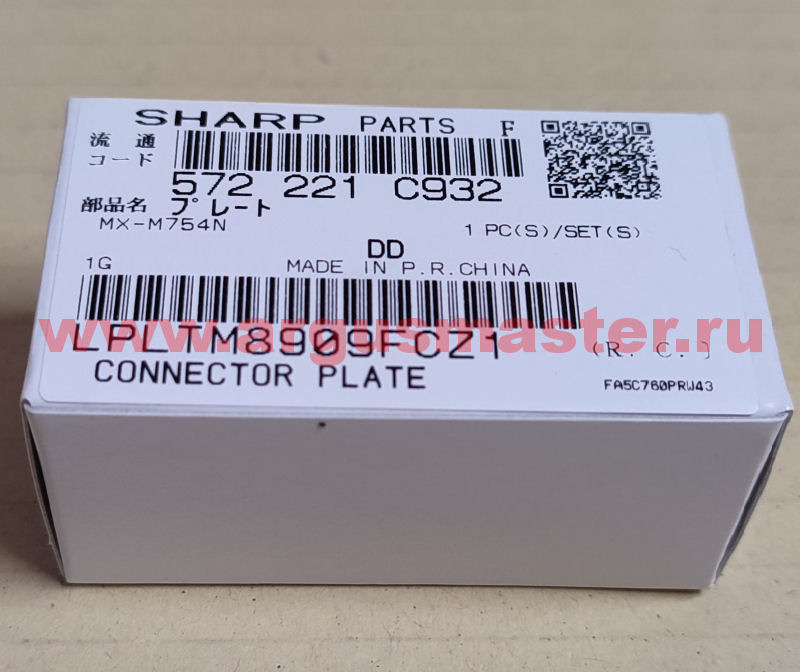 SHARP PARTS F
流通
コード
572 221 C932
部品名 プレート
MX-M754N
1 PC(S)/SET(S)
DD
1G MADE IN P.R.CHINA
LPLTM8909FCZ1
(R. C.)
CONNECTOR PLATE
FA5C760PRW43
www.argusmaster.ru